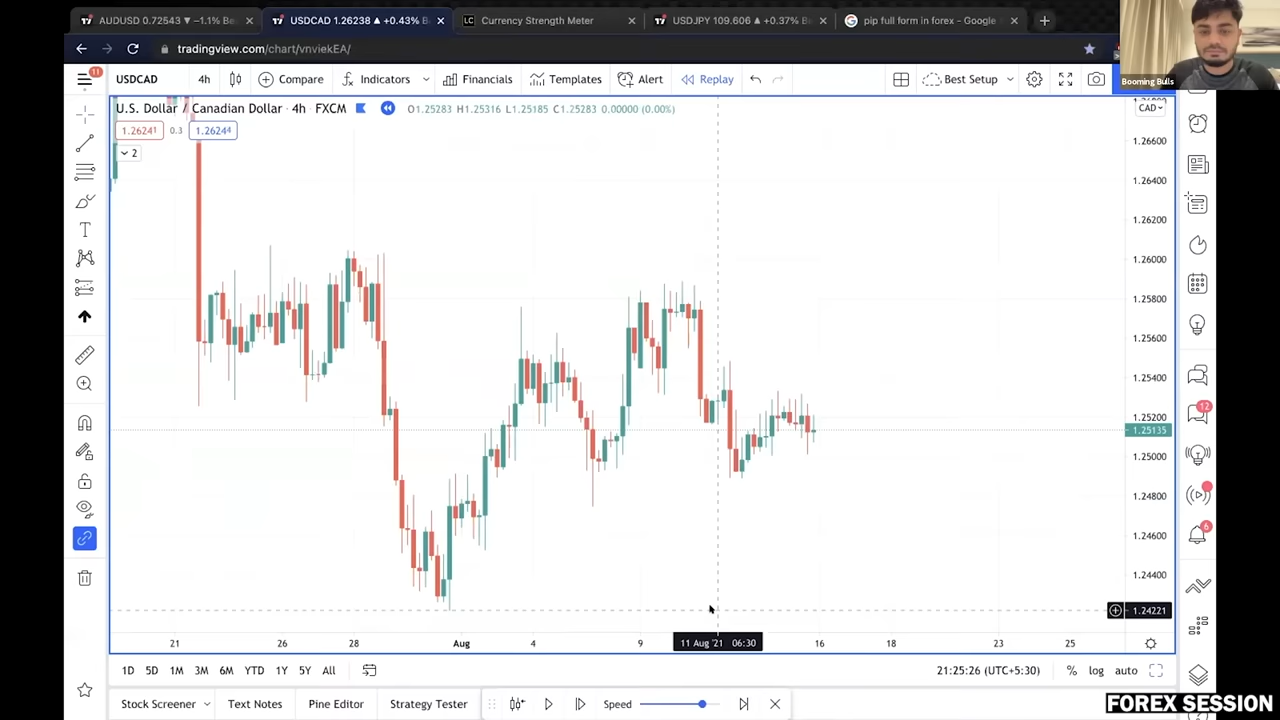 AUDUSD 0.72543 ▼ −1.1% Be
USDCAD 1.26238 ▲ +0.43% B
LC Currency Strength Meter
USDJPY 109.606 ▲ +0.37% Be
pip full form in forex - Google
tradingview.com/chart/vnviekEA/
Booming Bulls
11
USDCAD
4h
Compare
Indicators
Financials
Templates
Alert
Replay
Best Setup
U.S. Dollar / Canadian Dollar · 4h · FXCM
O1.25283 H1.25316 L1.25185 C1.25283 0.00000 (0.00%)
CAD
1.26241
0.3
1.26244
2
1.26600
1.26400
1.26200
1.26000
1.25800
1.25600
1.25400
1.25200
1.25135
1.25000
1.24800
1.24600
1.24400
1.24221
12
6
21
26
28
Aug
4
9
11 Aug '21 06:30
16
18
23
25
1D
5D
1M
3M
6M
YTD
1Y
5Y
All
21:25:26 (UTC+5:30)
%
log
auto
Stock Screener
Text Notes
Pine Editor
Strategy Tester
Speed
FOREX SESSION